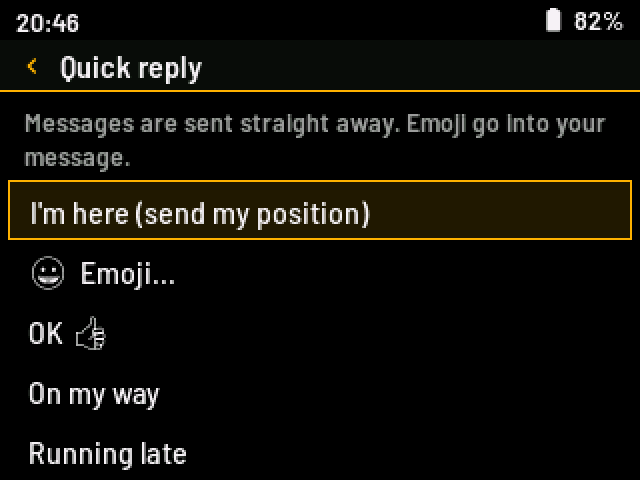 20:46
82%
Quick reply
Messages are sent straight away. Emoji go into your
message.
I'm here (send my position)
😀 Emoji...
OK 👍
On my way
Running late